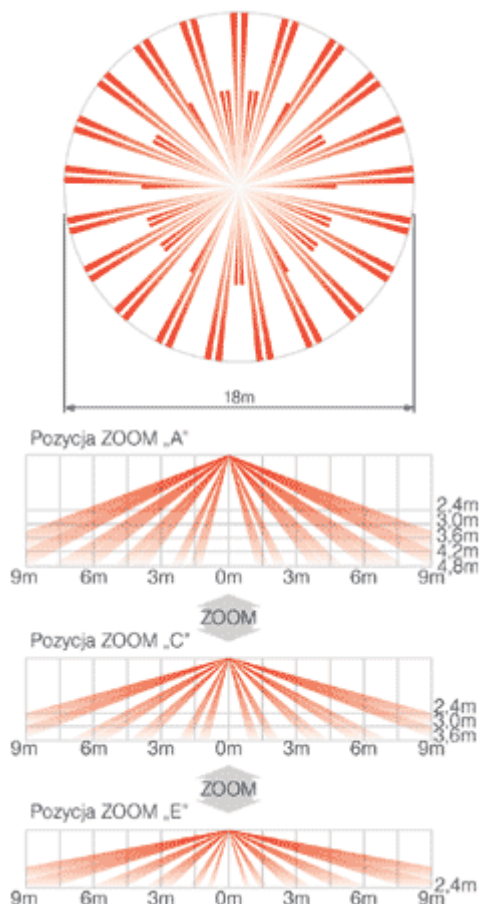 18m
Pozycja ZOOM „A"
2,4m
3,0m
3,6m
4,2m
4,8m
9m 6m 3m 0m 3m 6m 9m
ZOOM
Pozycja ZOOM „C"
2,4m
3,0m
3,6m
9m 6m 3m 0m 3m 6m 9m
ZOOM
Pozycja ZOOM „E"
2,4m
9m 6m 3m 0m 3m 6m 9m